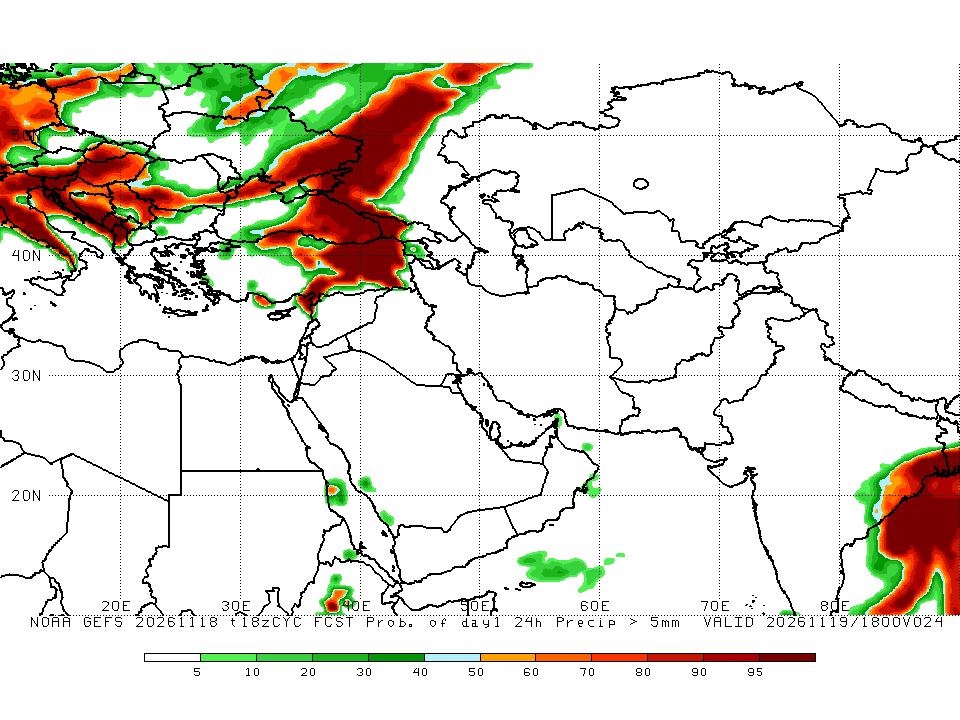 50N
40N
30N
20N
20E 30E 40E 50E 60E 70E 80E
NOAA GEFS 20261118 t18zCYC FCST Prob. of day1 24h Precip > 5mm VALID 20261119/1800V024
5 10 20 30 40 50 60 70 80 90 95